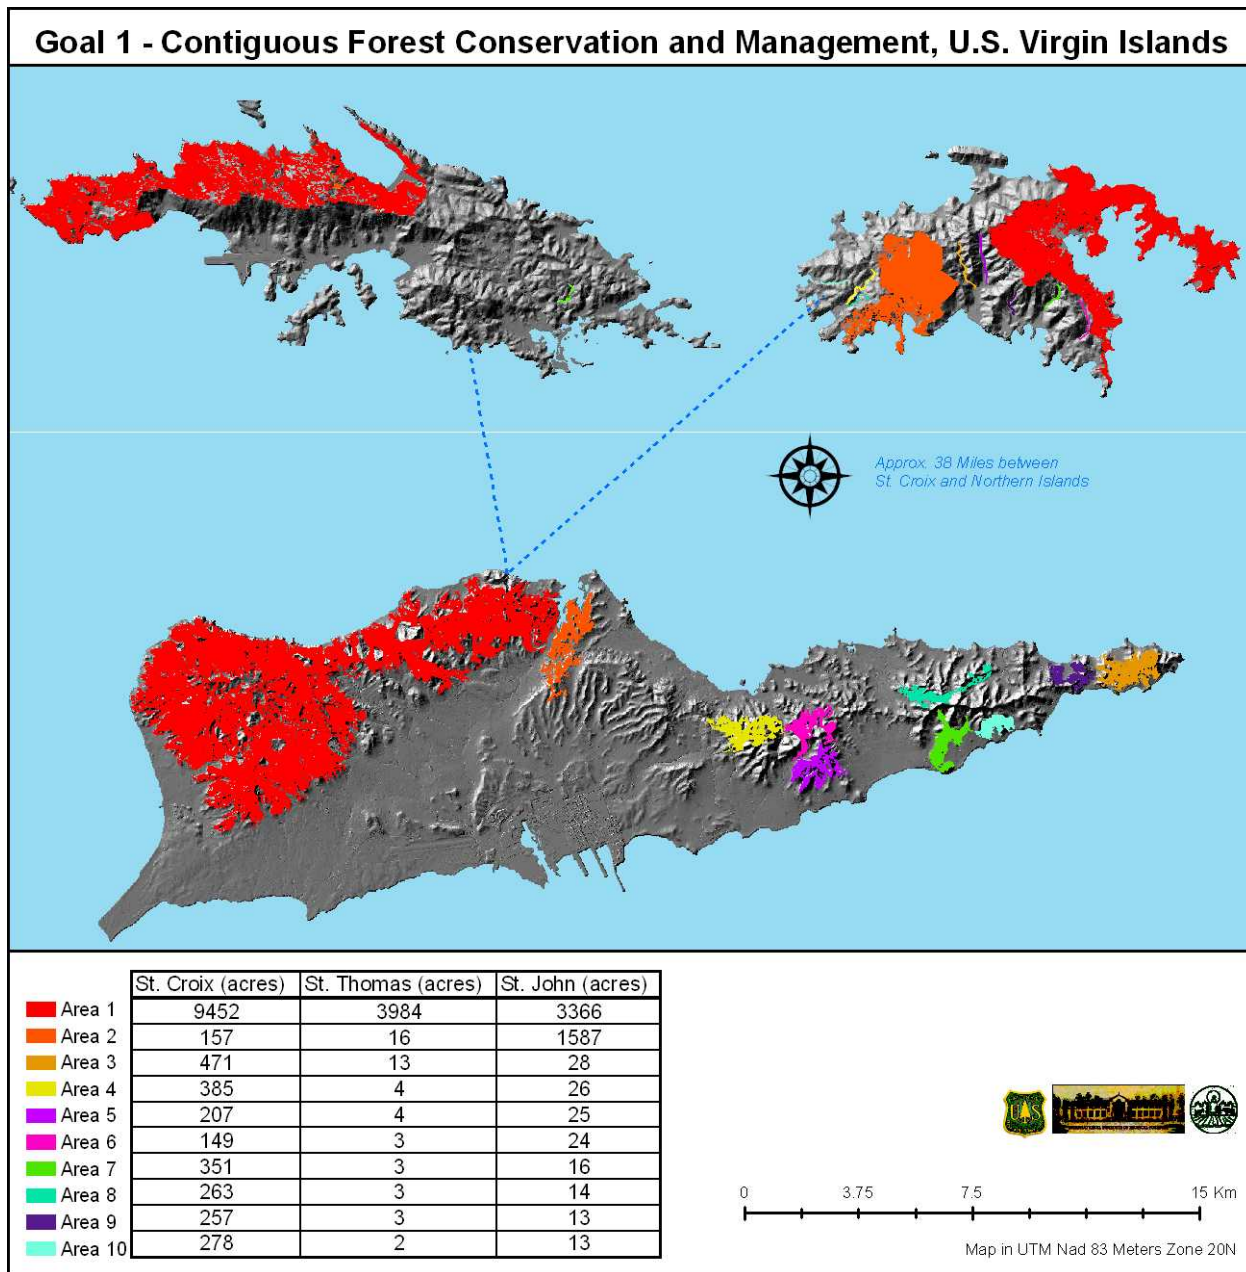 Goal 1 - Contiguous Forest Conservation and Management, U.S. Virgin Islands
Approx. 38 Miles between
St. Croix and Northern Islands
St. Croix (acres) St. Thomas (acres) St. John (acres)
Area 1 9452 3984 3366
Area 2 157 16 1587
Area 3 471 13 28
Area 4 385 4 26
Area 5 207 4 25
Area 6 149 3 24
Area 7 351 3 16
Area 8 263 3 14
Area 9 257 3 13
Area 10 278 2 13
US
0 3.75 7.5 15 Km
Map in UTM Nad 83 Meters Zone 20N